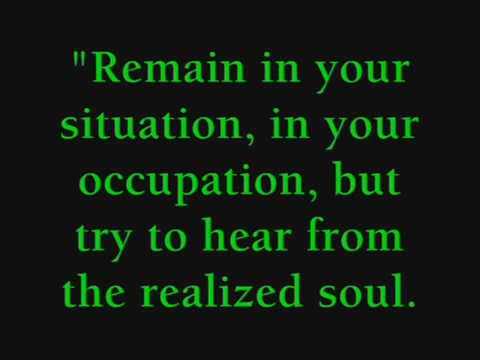 "Remain in your
situation, in your
occupation, but
try to hear from
the realized soul.